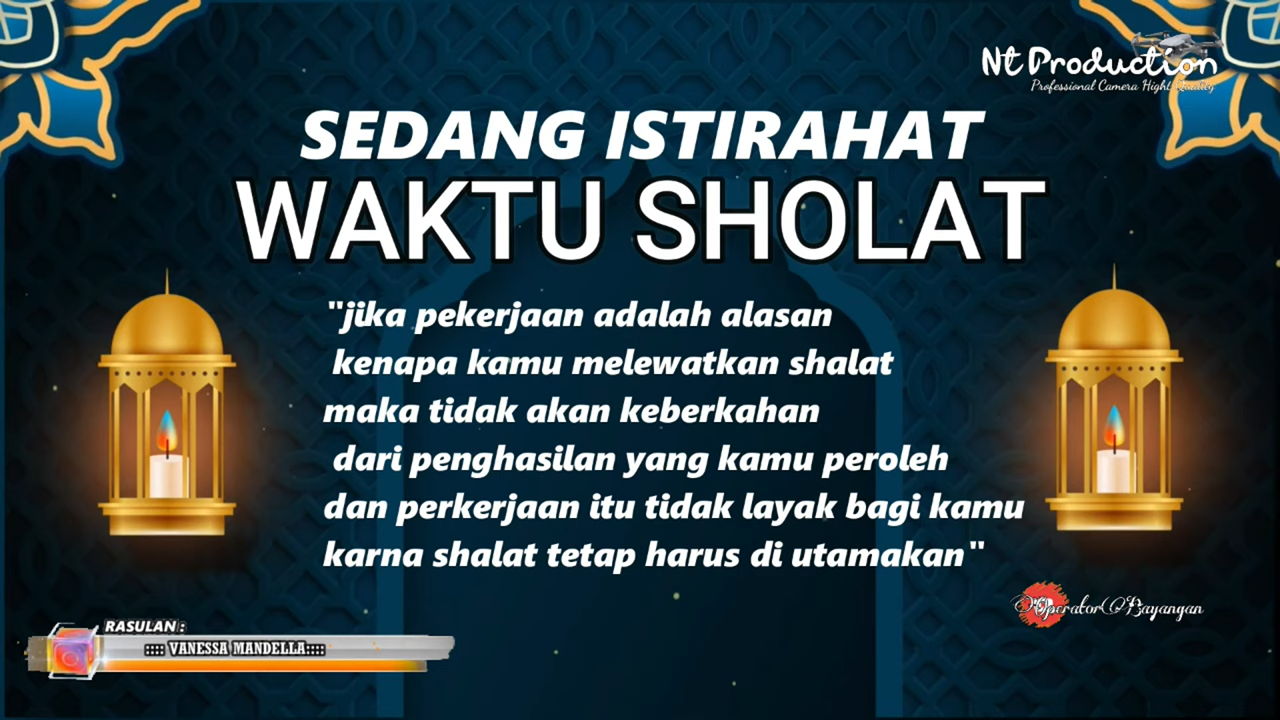 Nt Production
Professional Camera Hight Quality
SEDANG ISTIRAHAT
WAKTU SHOLAT
"jika pekerjaan adalah alasan
kenapa kamu melewatkan shalat
maka tidak akan keberkahan
dari penghasilan yang kamu peroleh
dan perkerjaan itu tidak layak bagi kamu
karna shalat tetap harus di utamakan"
Operator Bayangan
RASULAN :
:::: VANESSA MANDELLA::::